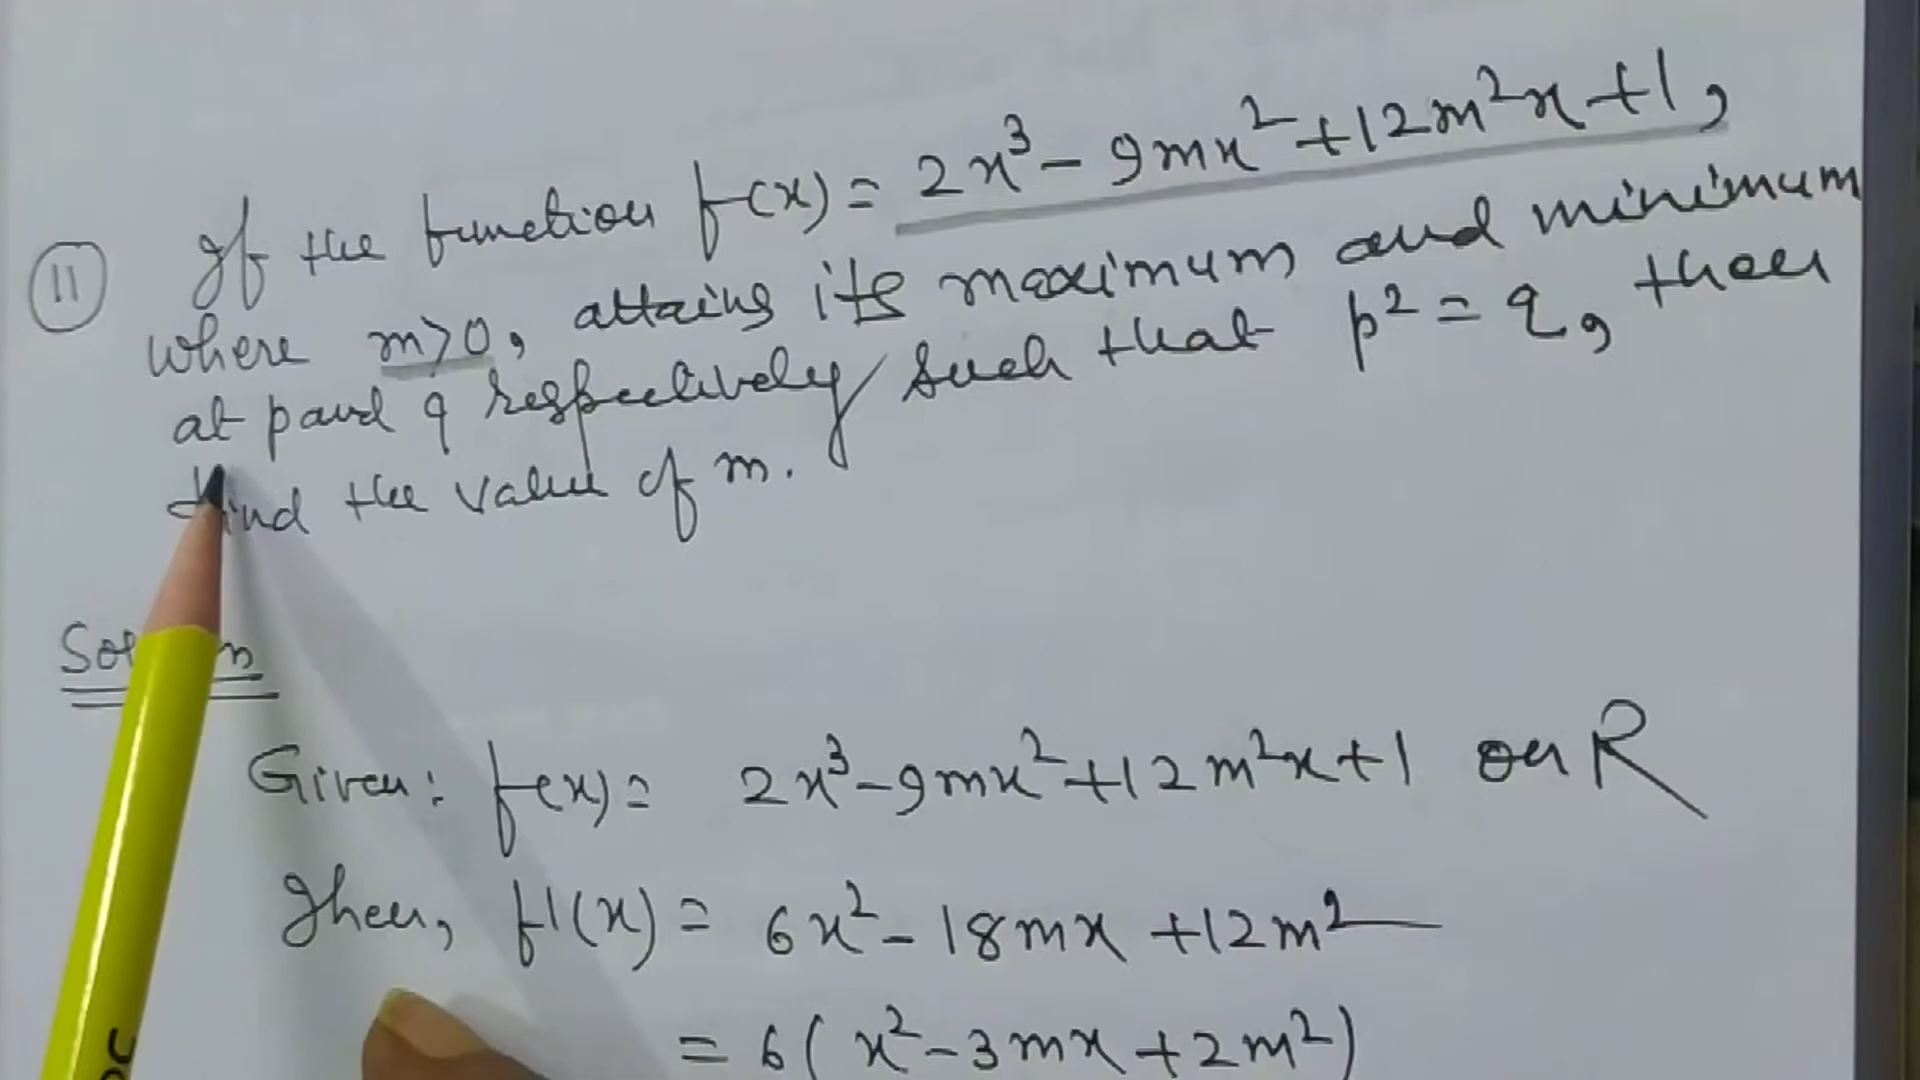 (11) If the function f(x) = 2x³ - 9mx² + 12m²x + 1,
where m>0, attains its maximum and minimum
at p and q respectively such that p² = q, then
find the value of m.
Given: f(x) = 2x³ - 9mx² + 12m²x + 1 on R
Then, f'(x) = 6x² - 18mx + 12m²
= 6(x² - 3mx + 2m²)